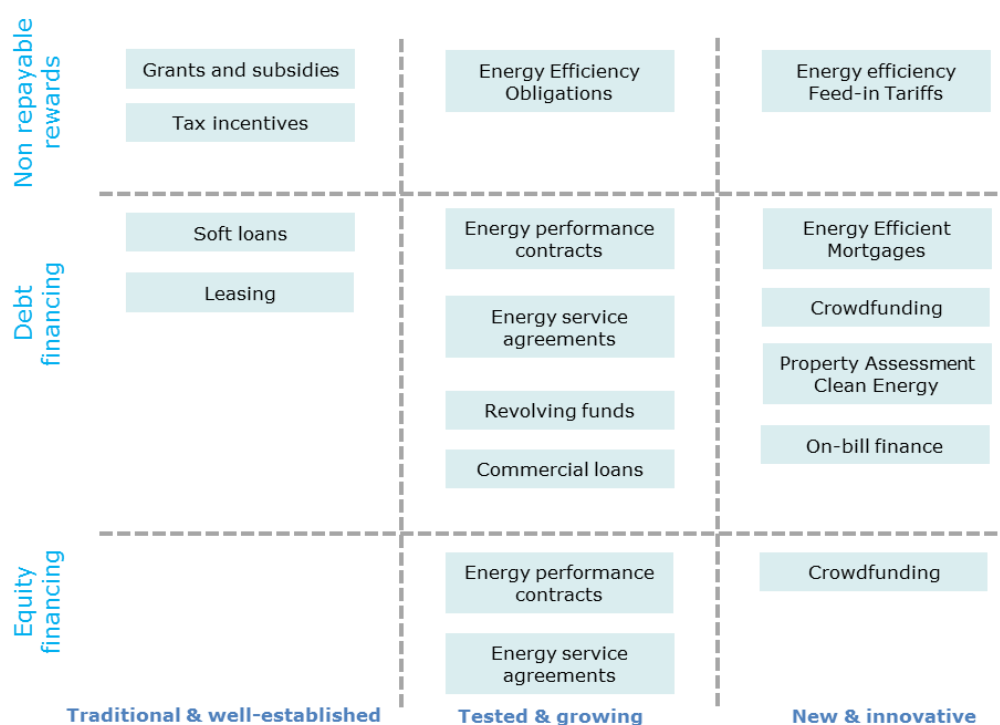 Non repayable
rewards
Grants and subsidies
Tax incentives
Energy Efficiency
Obligations
Energy efficiency
Feed-in Tariffs
Debt
financing
Soft loans
Leasing
Energy performance
contracts
Energy service
agreements
Revolving funds
Commercial loans
Energy Efficient
Mortgages
Crowdfunding
Property Assessment
Clean Energy
On-bill finance
Equity
financing
Energy performance
contracts
Energy service
agreements
Crowdfunding
Traditional & well-established
Tested & growing
New & innovative